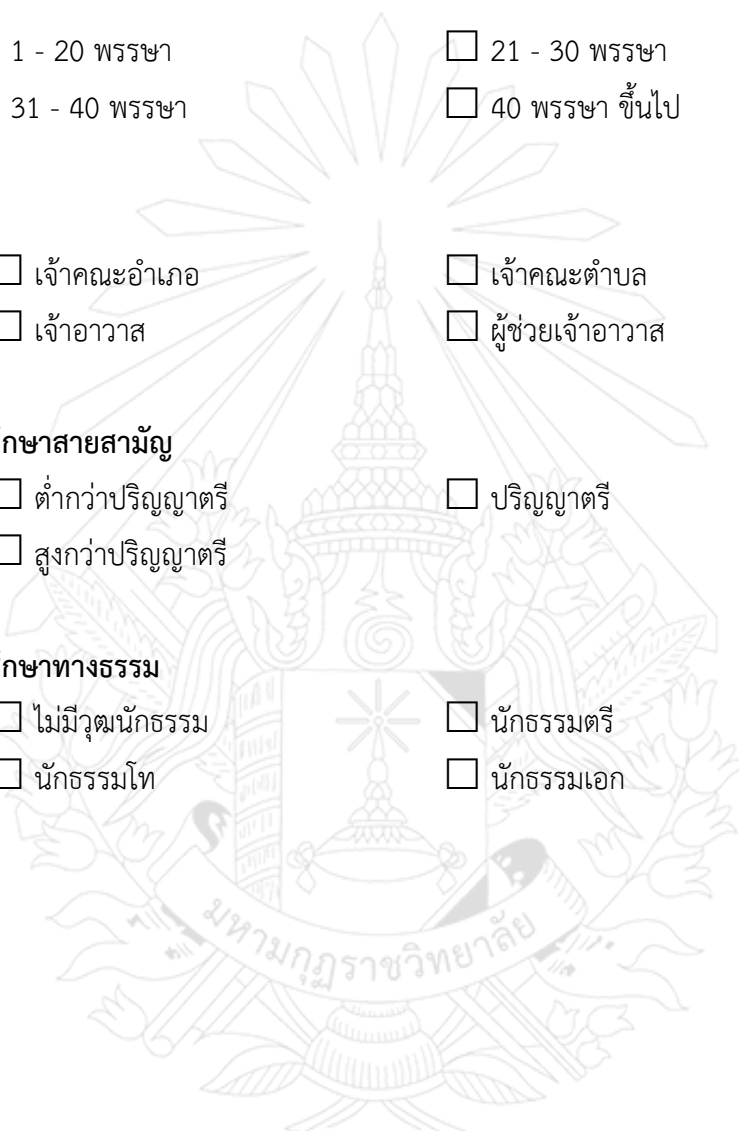 1 - 20 พรรษา ☐ 21 - 30 พรรษา
31 - 40 พรรษา ☐ 40 พรรษา ขึ้นไป
☐ เจ้าคณะอำเภอ ☐ เจ้าคณะตำบล
☐ เจ้าอาวาส ☐ ผู้ช่วยเจ้าอาวาส
กษาสายสามัญ
☐ ต่ำกว่าปริญญาตรี ☐ ปริญญาตรี
☐ สูงกว่าปริญญาตรี
กษาทางธรรม
☐ ไม่มีวุฒนักธรรม ☐ นักธรรมตรี
☐ นักธรรมโท ☐ นักธรรมเอก
มหามกุฏราชวิทยาลัย